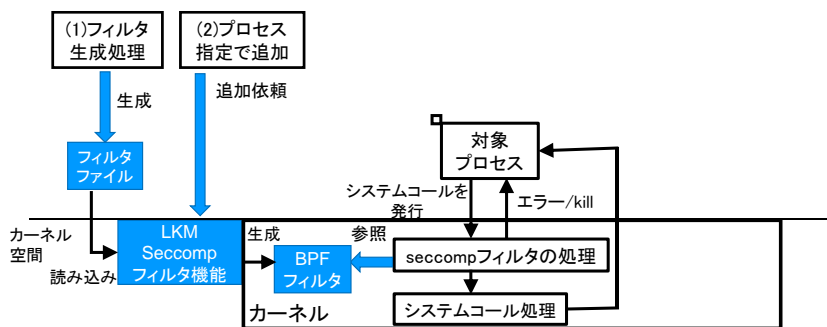 (1)フィルタ
生成処理
(2)プロセス
指定で追加
生成
追加依頼
フィルタ
ファイル
対象
プロセス
システムコールを
発行
エラー/kill
カーネル
空間
読み込み
LKM
Seccomp
フィルタ機能
生成
参照
BPF
フィルタ
seccompフィルタの処理
システムコール処理
カーネル